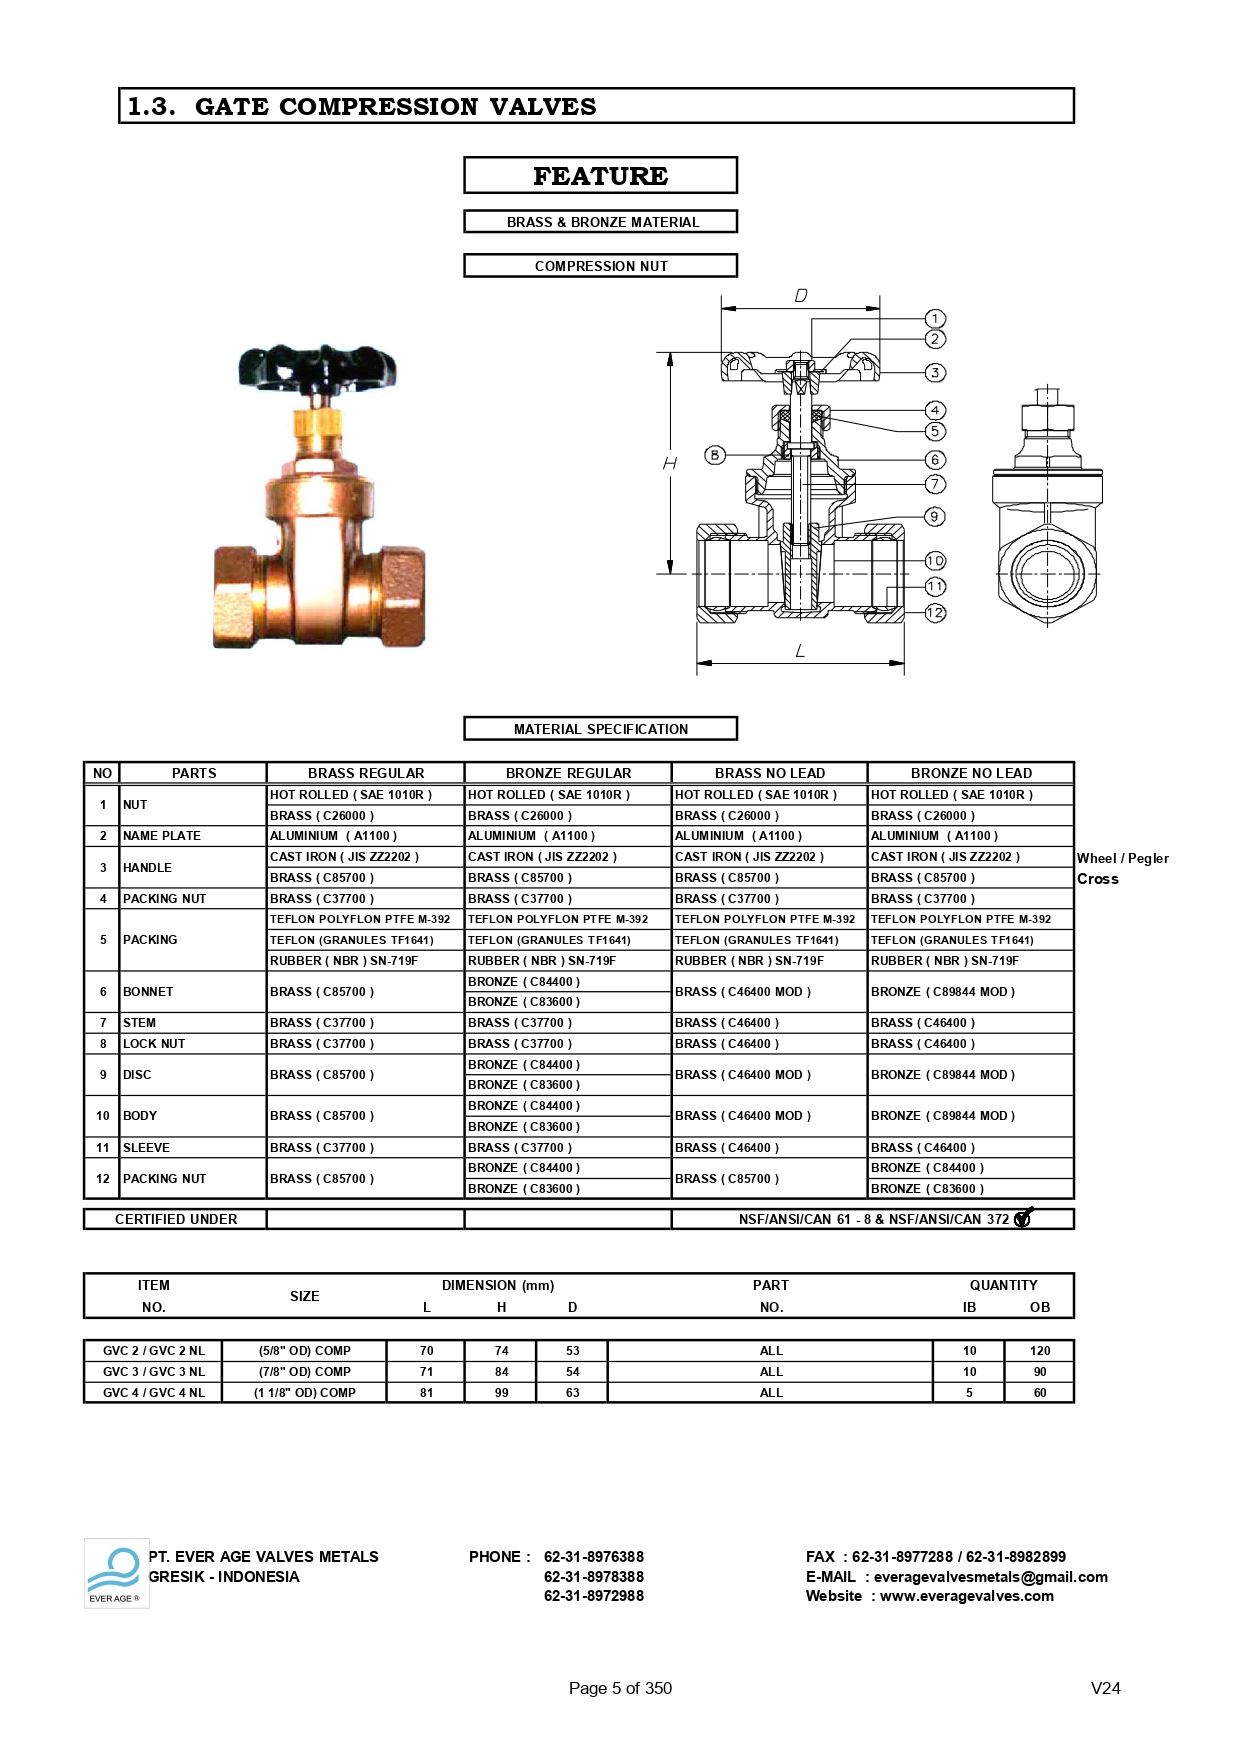 1.3. GATE COMPRESSION VALVES
FEATURE
BRASS & BRONZE MATERIAL
COMPRESSION NUT
D
1
2
3
4
5
6
7
8
9
10
11
12
H
L
MATERIAL SPECIFICATION
NO PARTS BRASS REGULAR BRONZE REGULAR BRASS NO LEAD BRONZE NO LEAD
1 NUT HOT ROLLED ( SAE 1010R ) HOT ROLLED ( SAE 1010R ) HOT ROLLED ( SAE 1010R ) HOT ROLLED ( SAE 1010R )
BRASS ( C26000 ) BRASS ( C26000 ) BRASS ( C26000 ) BRASS ( C26000 )
2 NAME PLATE ALUMINIUM ( A1100 ) ALUMINIUM ( A1100 ) ALUMINIUM ( A1100 ) ALUMINIUM ( A1100 )
3 HANDLE CAST IRON ( JIS ZZ2202 ) CAST IRON ( JIS ZZ2202 ) CAST IRON ( JIS ZZ2202 ) CAST IRON ( JIS ZZ2202 ) Wheel / Pegler
BRASS ( C85700 ) BRASS ( C85700 ) BRASS ( C85700 ) BRASS ( C85700 ) Cross
4 PACKING NUT BRASS ( C37700 ) BRASS ( C37700 ) BRASS ( C37700 ) BRASS ( C37700 )
5 PACKING TEFLON POLYFLON PTFE M-392 TEFLON POLYFLON PTFE M-392 TEFLON POLYFLON PTFE M-392 TEFLON POLYFLON PTFE M-392
TEFLON (GRANULES TF1641) TEFLON (GRANULES TF1641) TEFLON (GRANULES TF1641) TEFLON (GRANULES TF1641)
RUBBER ( NBR ) SN-719F RUBBER ( NBR ) SN-719F RUBBER ( NBR ) SN-719F RUBBER ( NBR ) SN-719F
6 BONNET BRASS ( C85700 ) BRONZE ( C84400 ) BRASS ( C46400 MOD ) BRONZE ( C89844 MOD )
BRONZE ( C83600 )
7 STEM BRASS ( C37700 ) BRASS ( C37700 ) BRASS ( C46400 ) BRASS ( C46400 )
8 LOCK NUT BRASS ( C37700 ) BRASS ( C37700 ) BRASS ( C46400 ) BRASS ( C46400 )
9 DISC BRASS ( C85700 ) BRONZE ( C84400 ) BRASS ( C46400 MOD ) BRONZE ( C89844 MOD )
BRONZE ( C83600 )
10 BODY BRASS ( C85700 ) BRONZE ( C84400 ) BRASS ( C46400 MOD ) BRONZE ( C89844 MOD )
BRONZE ( C83600 )
11 SLEEVE BRASS ( C37700 ) BRASS ( C37700 ) BRASS ( C46400 ) BRASS ( C46400 )
12 PACKING NUT BRASS ( C85700 ) BRONZE ( C84400 ) BRASS ( C85700 ) BRONZE ( C84400 )
BRONZE ( C83600 ) BRONZE ( C83600 )
CERTIFIED UNDER NSF/ANSI/CAN 61 - 8 & NSF/ANSI/CAN 372
ITEM SIZE DIMENSION (mm) PART QUANTITY
NO. L H D NO. IB OB
GVC 2 / GVC 2 NL (5/8" OD) COMP 70 74 53 ALL 10 120
GVC 3 / GVC 3 NL (7/8" OD) COMP 71 84 54 ALL 10 90
GVC 4 / GVC 4 NL (1 1/8" OD) COMP 81 99 63 ALL 5 60
EVER AGE ®
PT. EVER AGE VALVES METALS PHONE : 62-31-8976388 FAX : 62-31-8977288 / 62-31-8982899
GRESIK - INDONESIA 62-31-8978388 E-MAIL : everagevalvesmetals@gmail.com
62-31-8972988 Website : www.everagevalves.com
Page 5 of 350 V24